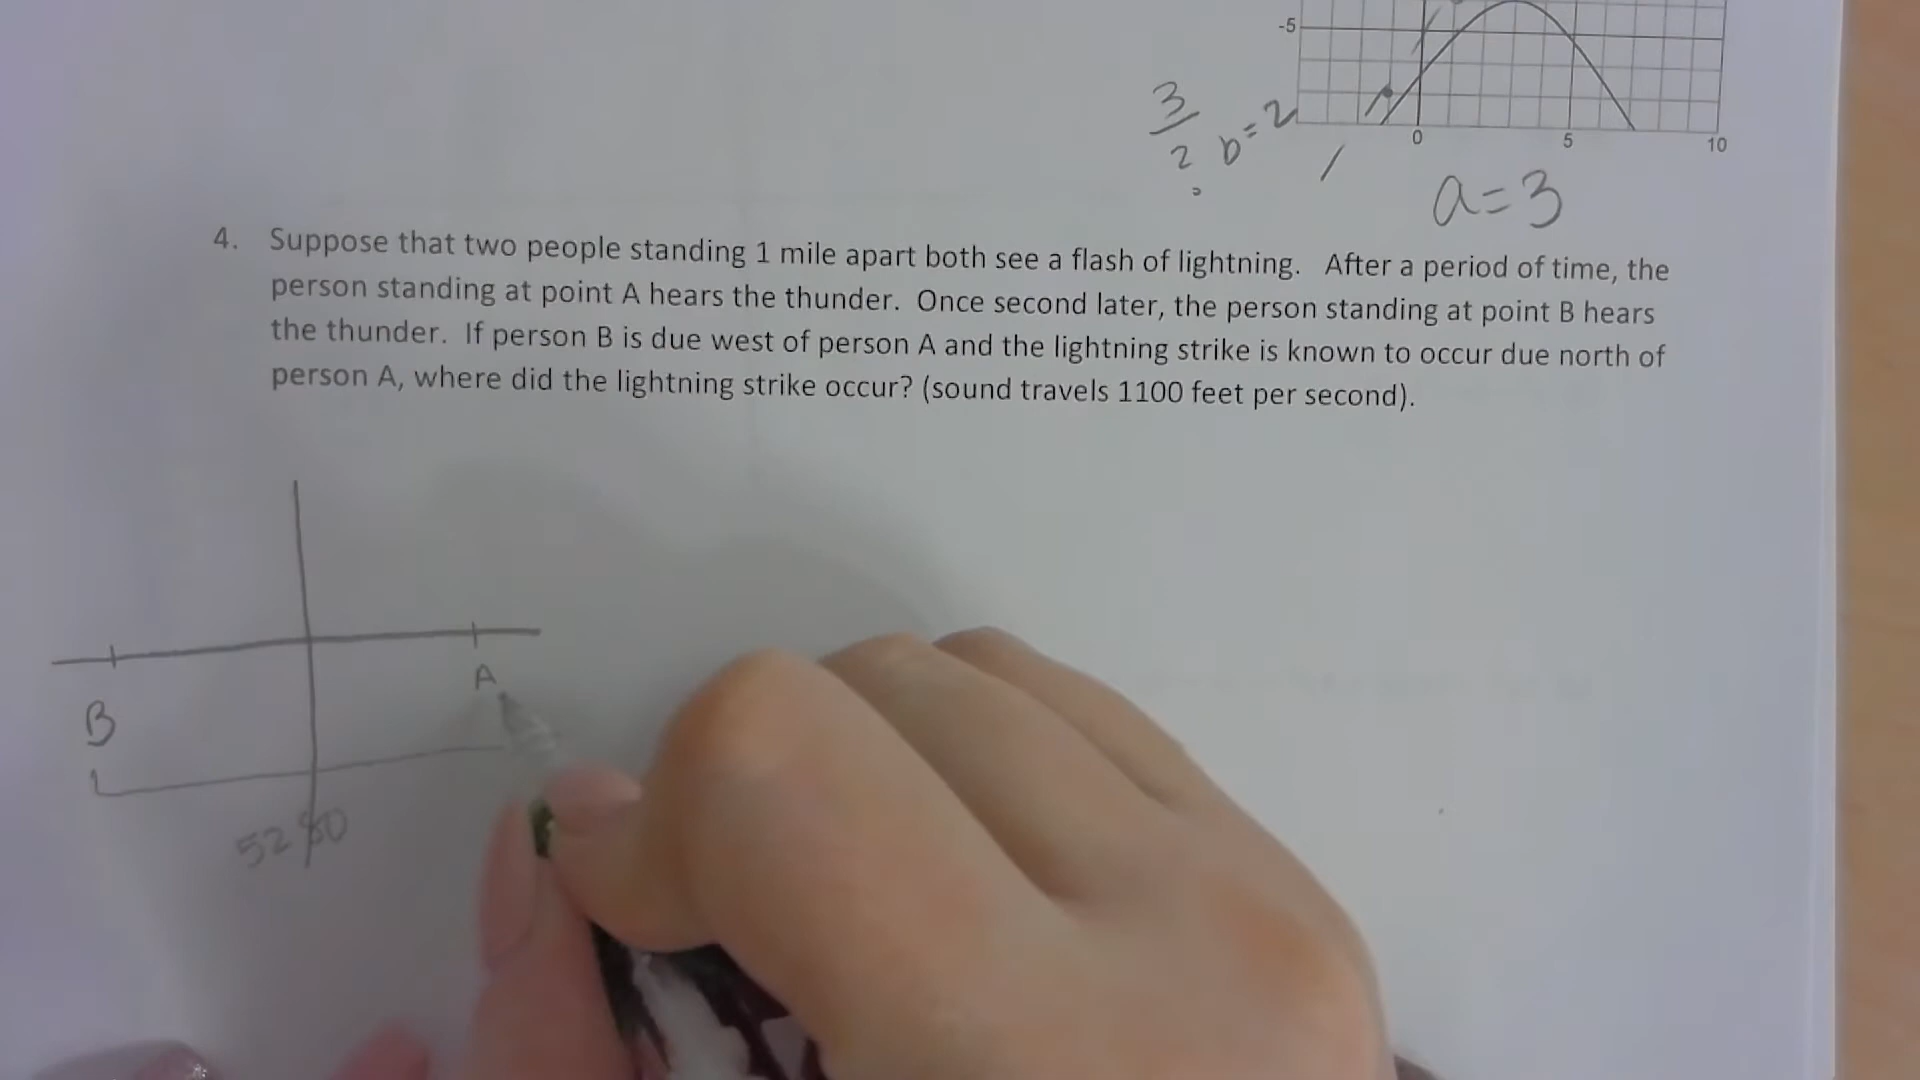 -5
0 5 10
3
2
b=2
a=3
4. Suppose that two people standing 1 mile apart both see a flash of lightning. After a period of time, the
person standing at point A hears the thunder. Once second later, the person standing at point B hears
the thunder. If person B is due west of person A and the lightning strike is known to occur due north of
person A, where did the lightning strike occur? (sound travels 1100 feet per second).
A
B
5280